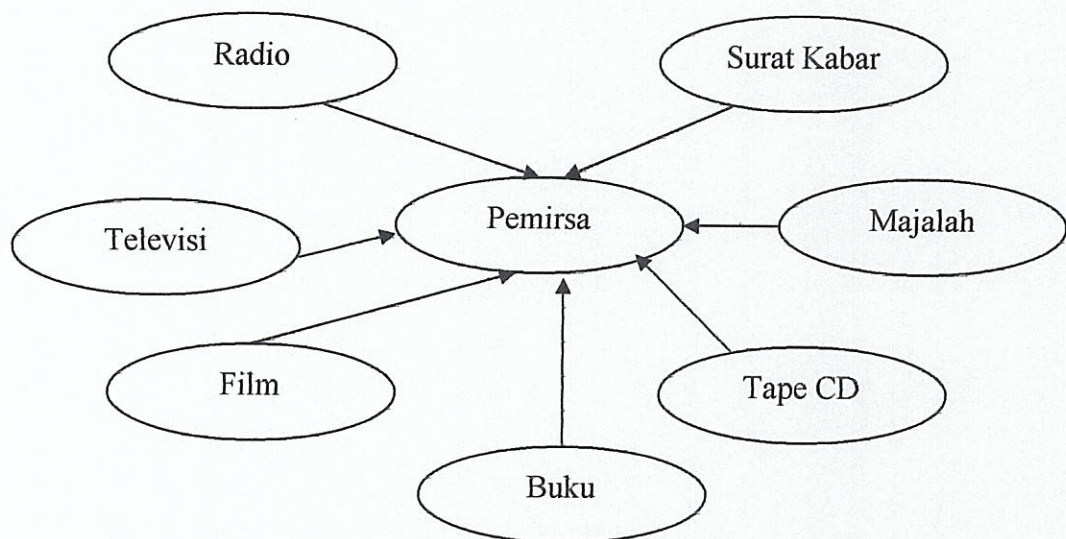 Radio
Surat Kabar
Pemirsa
Majalah
Televisi
Film
Tape CD
Buku